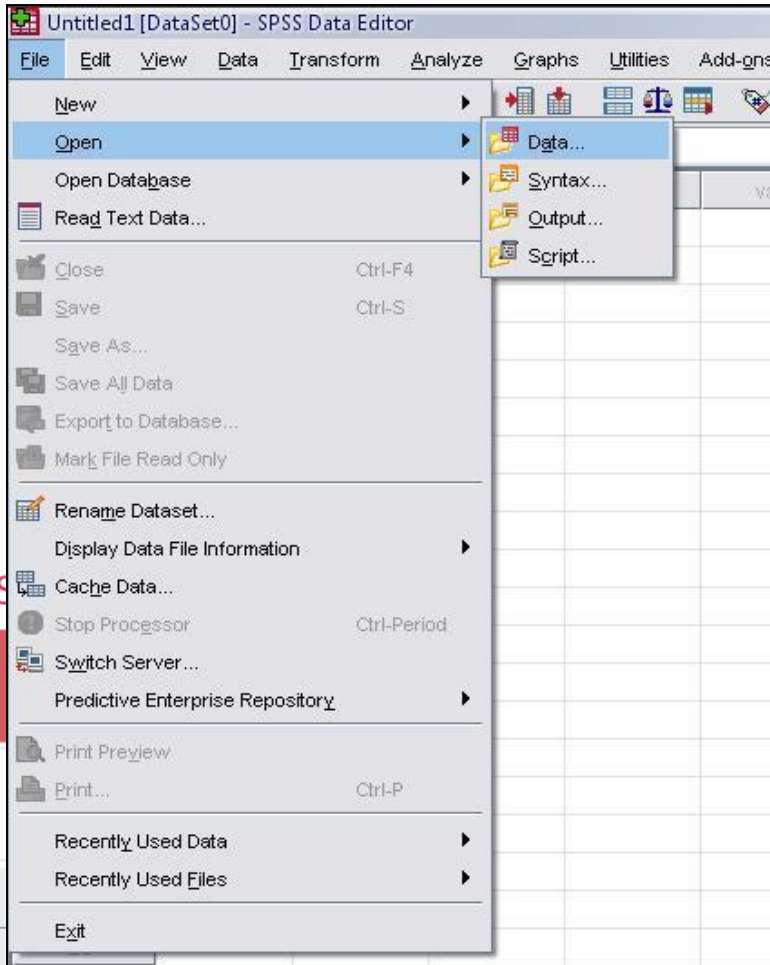 Untitled1 [DataSet0] - SPSS Data Editor
File Edit View Data Transform Analyze Graphs Utilities Add-ons
New
Open
Data...
Open Database
Syntax...
Read Text Data...
Output...
Script...
Close Ctrl-F4
Save Ctrl-S
Save As...
Save All Data
Export to Database...
Mark File Read Only
Rename Dataset...
Display Data File Information
Cache Data...
Stop Processor Ctrl-Period
Switch Server...
Predictive Enterprise Repository
Print Preview
Print... Ctrl-P
Recently Used Data
Recently Used Files
Exit